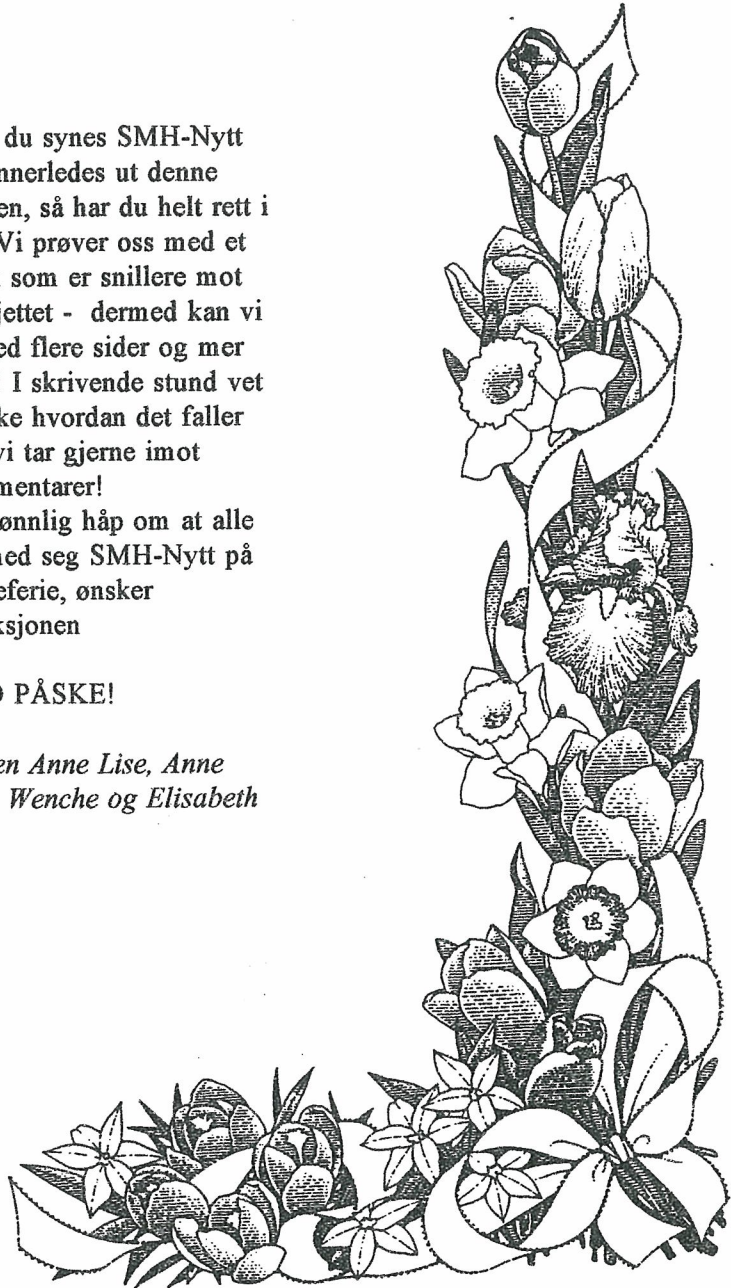 du synes SMH-Nytt
nnerledes ut denne
en, så har du helt rett i
Vi prøver oss med et
som er snillere mot
jettet - dermed kan vi
ed flere sider og mer
I skrivende stund vet
ke hvordan det faller
vi tar gjerne imot
mentarer!
ønnlig håp om at alle
ned seg SMH-Nytt på
eferie, ønsker
ksjonen
PÅSKE!
en Anne Lise, Anne
Wenche og Elisabeth